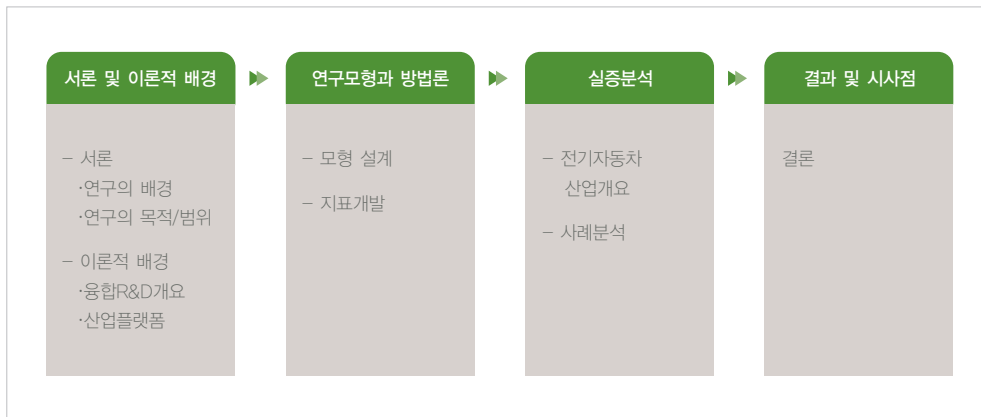 서론 및 이론적 배경
– 서론
·연구의 배경
·연구의 목적/범위
– 이론적 배경
·융합R&D개요
·산업플랫폼
연구모형과 방법론
– 모형 설계
– 지표개발
실증분석
– 전기자동차
산업개요
– 사례분석
결과 및 시사점
결론